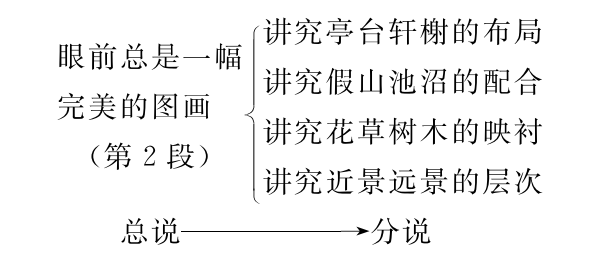 眼前总是一幅
完美的图画
（第 2 段）
讲究亭台轩榭的布局
讲究假山池沼的配合
讲究花草树木的映衬
讲究近景远景的层次
总说
分说